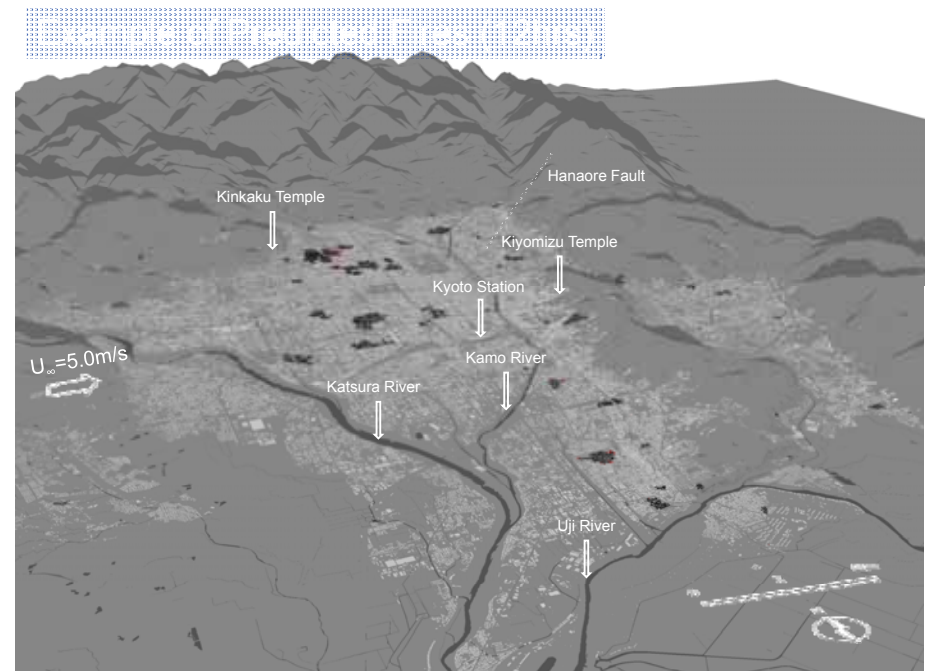 Hanaore Fault
Kinkaku Temple
Kiyomizu Temple
Kyoto Station
Kamo River
U∞=5.0m/s
Katsura River
Uji River